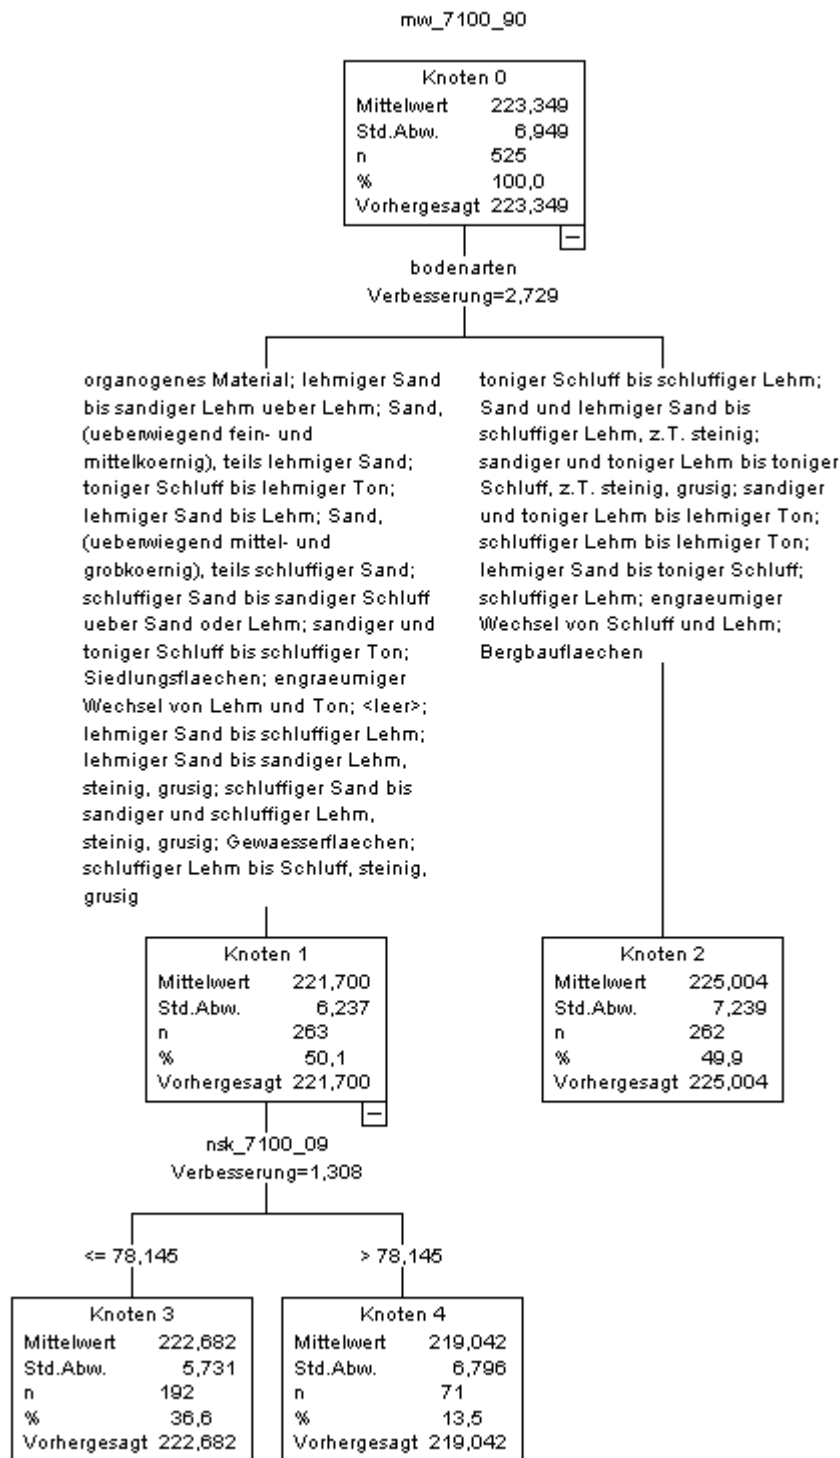 mw_7100_90
Knoten 0
Mittelwert 223,349
Std.Abw. 6,949
n 525
% 100,0
Vorhergesagt 223,349
bodenarten
Verbesserung=2,729
organogenes Material; lehmiger Sand
bis sandiger Lehm ueber Lehm; Sand,
(ueberwiegend fein- und
mittelkoernig), teils lehmiger Sand;
toniger Schluff bis lehmiger Ton;
lehmiger Sand bis Lehm; Sand,
(ueberwiegend mittel- und
grobkoernig), teils schluffiger Sand;
schluffiger Sand bis sandiger Schluff
ueber Sand oder Lehm; sandiger und
toniger Schluff bis schluffiger Ton;
Siedlungsflaechen; engraeumiger
Wechsel von Lehm und Ton; <leer>;
lehmiger Sand bis schluffiger Lehm;
lehmiger Sand bis sandiger Lehm,
steinig, grusig; schluffiger Sand bis
sandiger und schluffiger Lehm,
steinig, grusig; Gewaesserflaechen;
schluffiger Lehm bis Schluff, steinig,
grusig
toniger Schluff bis schluffiger Lehm;
Sand und lehmiger Sand bis
schluffiger Lehm, z.T. steinig;
sandiger und toniger Lehm bis toniger
Schluff, z.T. steinig, grusig; sandiger
und toniger Lehm bis lehmiger Ton;
schluffiger Lehm bis lehmiger Ton;
lehmiger Sand bis toniger Schluff;
schluffiger Lehm; engraeumiger
Wechsel von Schluff und Lehm;
Bergbauflaechen
Knoten 1
Mittelwert 221,700
Std.Abw. 6,237
n 263
% 50,1
Vorhergesagt 221,700
Knoten 2
Mittelwert 225,004
Std.Abw. 7,239
n 262
% 49,9
Vorhergesagt 225,004
nsk_7100_09
Verbesserung=1,308
<= 78,145
> 78,145
Knoten 3
Mittelwert 222,682
Std.Abw. 5,731
n 192
% 36,6
Vorhergesagt 222,682
Knoten 4
Mittelwert 219,042
Std.Abw. 6,796
n 71
% 13,5
Vorhergesagt 219,042